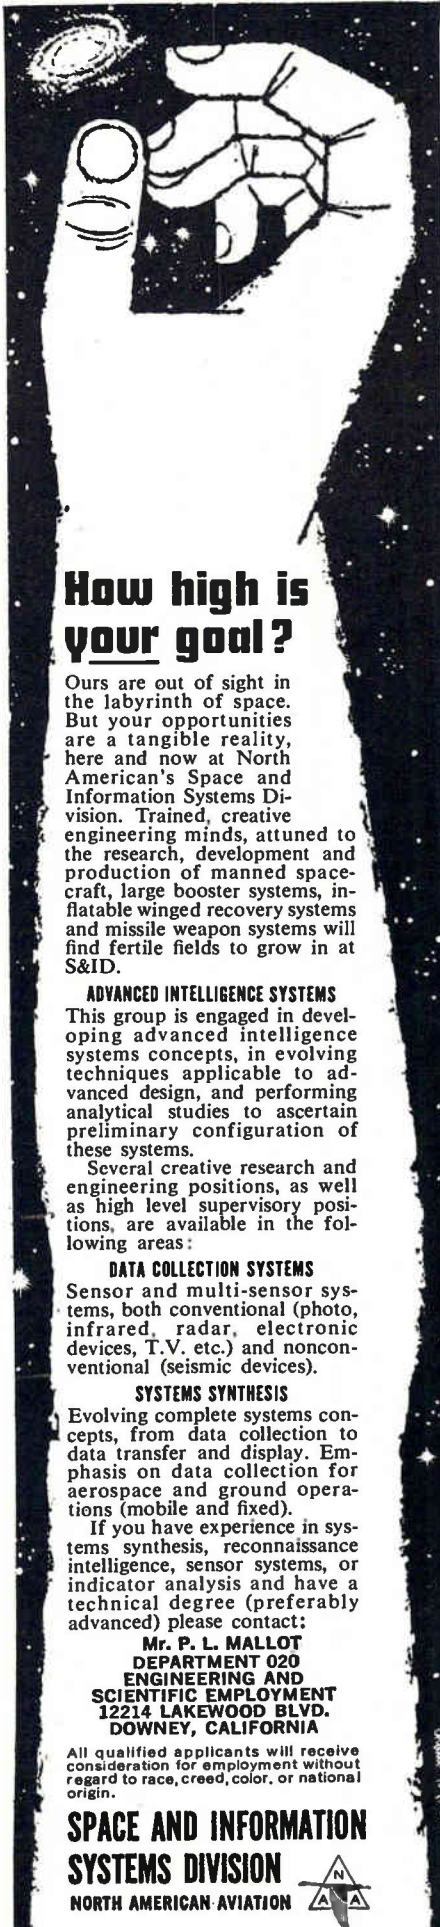 How high is
your goal?
Ours are out of sight in
the labyrinth of space.
But your opportunities
are a tangible reality,
here and now at North
American's Space and
Information Systems Di-
vision. Trained, creative
engineering minds, attuned to
the research, development and
production of manned space-
craft, large booster systems, in-
flatable winged recovery systems
and missile weapon systems will
find fertile fields to grow in at
S&ID.
ADVANCED INTELLIGENCE SYSTEMS
This group is engaged in devel-
oping advanced intelligence
systems concepts, in evolving
techniques applicable to ad-
vanced design, and performing
analytical studies to ascertain
preliminary configuration of
these systems.
Several creative research and
engineering positions, as well
as high level supervisory posi-
tions, are available in the fol-
lowing areas:
DATA COLLECTION SYSTEMS
Sensor and multi-sensor sys-
tems, both conventional (photo,
infrared, radar, electronic
devices, T.V. etc.) and noncon-
ventional (seismic devices).
SYSTEMS SYNTHESIS
Evolving complete systems con-
cepts, from data collection to
data transfer and display. Em-
phasis on data collection for
aerospace and ground opera-
tions (mobile and fixed).
If you have experience in sys-
tems synthesis, reconnaissance
intelligence, sensor systems, or
indicator analysis and have a
technical degree (preferably
advanced) please contact:
Mr. P. L. MALLOT
DEPARTMENT 020
ENGINEERING AND
SCIENTIFIC EMPLOYMENT
12214 LAKEWOOD BLVD.
DOWNEY, CALIFORNIA
All qualified applicants will receive
consideration for employment without
regard to race, creed, color, or national
origin.
SPACE AND INFORMATION
SYSTEMS DIVISION
NORTH AMERICAN AVIATION
N
A A